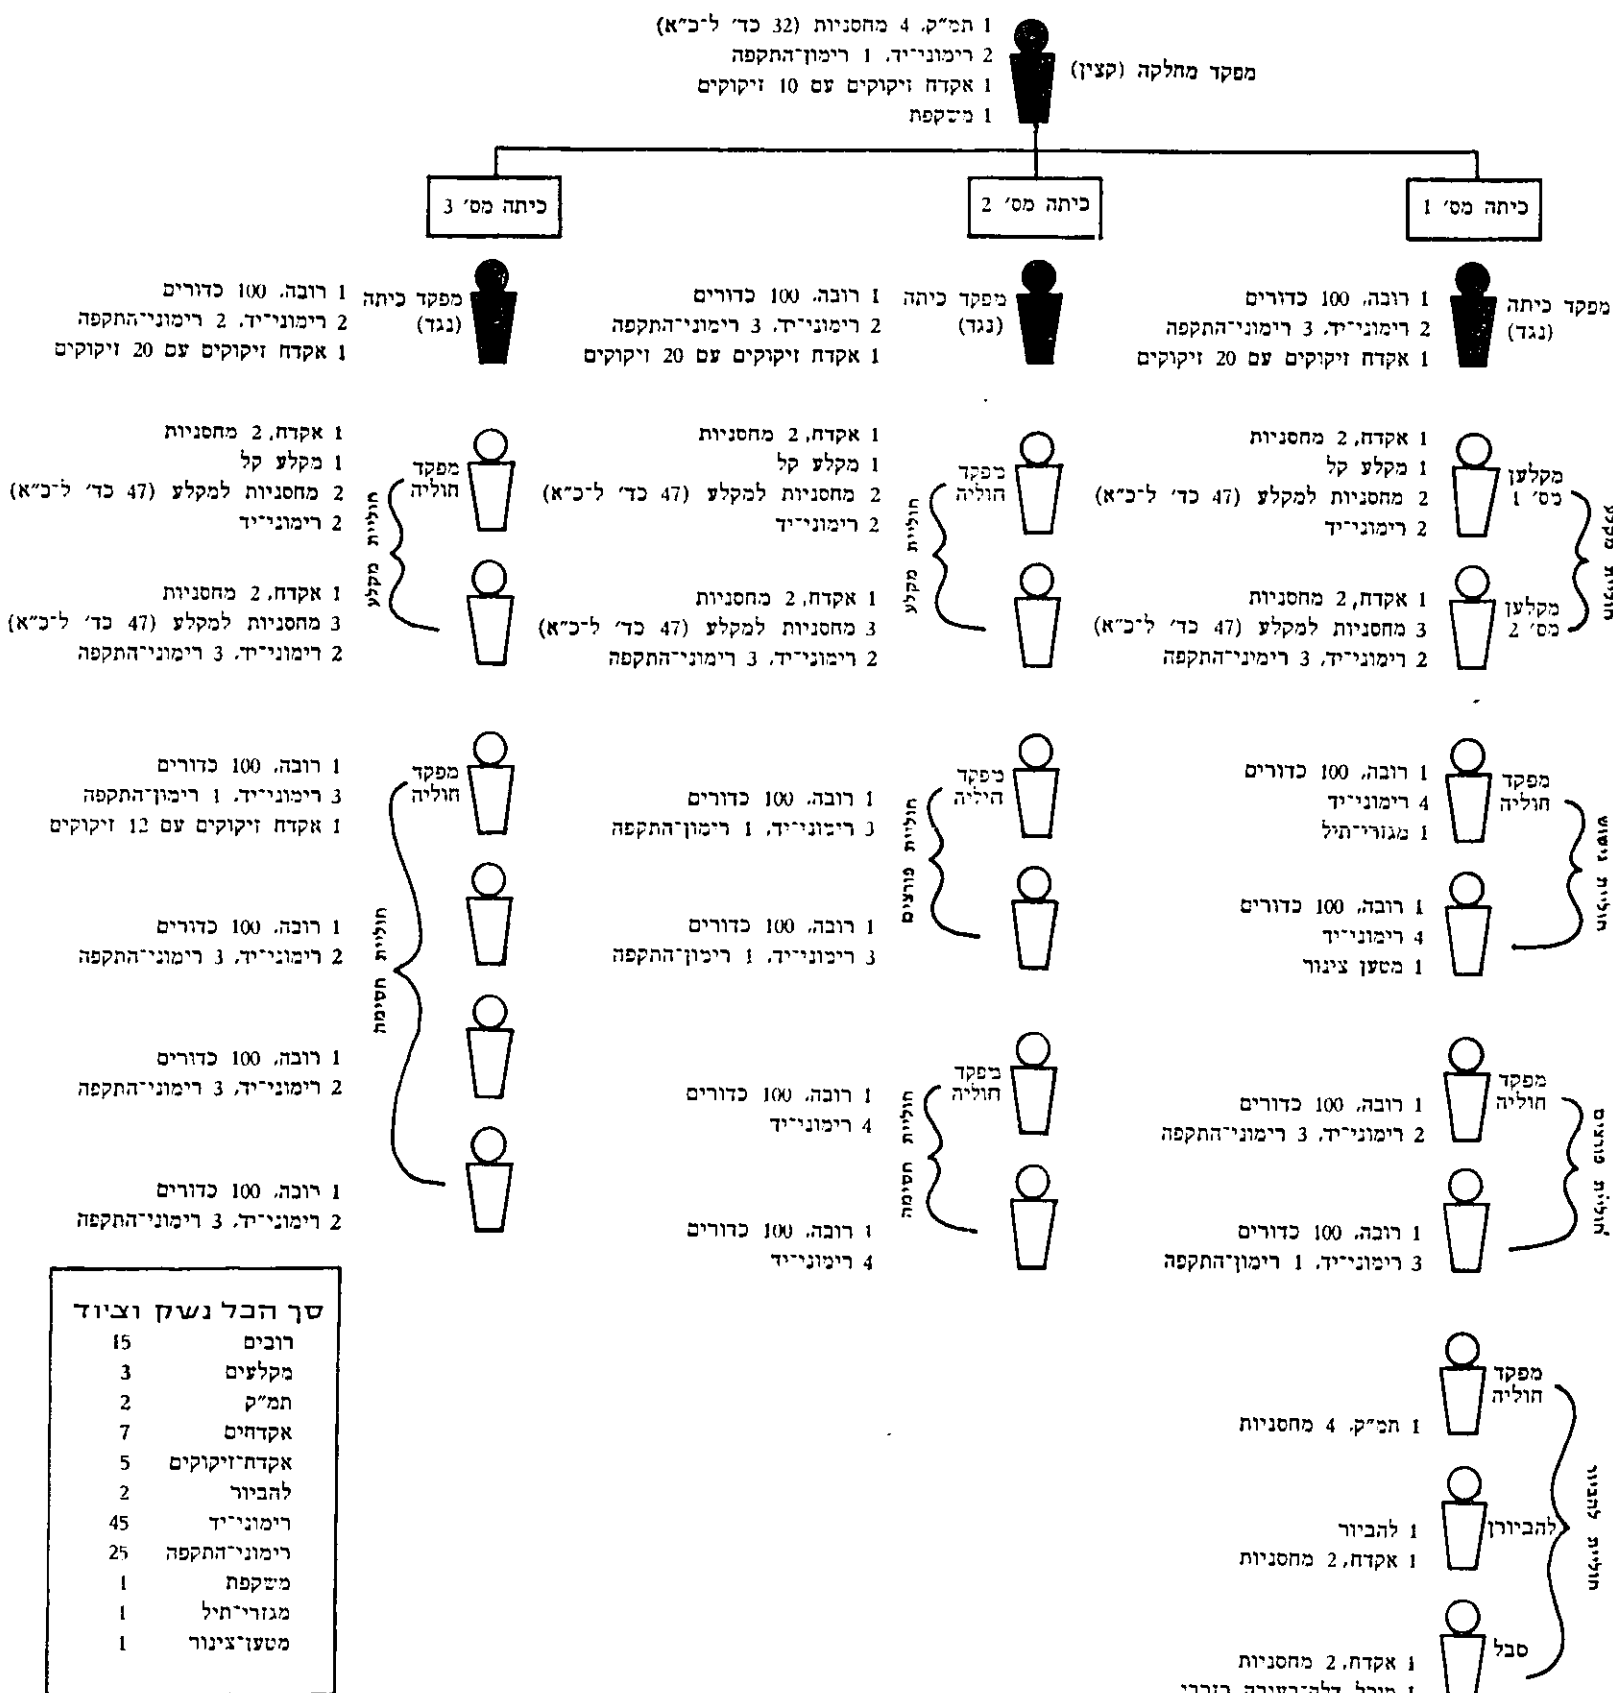 מפקד מחלקה (קצין)
1 תמ״ק, 4 מחסניות (32 כד׳ ל־כ״א)
2 רימוני־יד, 1 רימון־התקפה
1 אקדח זיקוקים עם 10 זיקוקים
1 משקפת
כיתה מס׳ 1
מפקד כיתה
(נגד)
1 רובה, 100 כדורים
2 רימוני־יד, 3 רימוני־התקפה
1 אקדח זיקוקים עם 20 זיקוקים
חוליית מקלע
מקלען
מס׳ 1
1 אקדח, 2 מחסניות
1 מקלע קל
2 מחסניות למקלע (47 כד׳ ל־כ״א)
2 רימוני־יד
מקלען
מס׳ 2
1 אקדח, 2 מחסניות
3 מחסניות למקלע (47 כד׳ ל־כ״א)
2 רימוני־יד, 3 רימוני־התקפה
חוליית גישוש
מפקד
חוליה
1 רובה, 100 כדורים
4 רימוני־יד
1 מגזרי־תיל
1 רובה, 100 כדורים
4 רימוני־יד
1 מטען צינור
חוליית פורצים
מפקד
חוליה
1 רובה, 100 כדורים
2 רימוני־יד, 3 רימוני־התקפה
1 רובה, 100 כדורים
3 רימוני־יד, 1 רימון־התקפה
חוליית להביור
מפקד
חוליה
1 תמ״ק, 4 מחסניות
להביורן
1 להביור
1 אקדח, 2 מחסניות
סבל
1 אקדח, 2 מחסניות
כיתה מס׳ 2
מפקד כיתה
(נגד)
1 רובה, 100 כדורים
2 רימוני־יד, 3 רימוני־התקפה
1 אקדח זיקוקים עם 20 זיקוקים
חוליית מקלע
מפקד
חוליה
1 אקדח, 2 מחסניות
1 מקלע קל
2 מחסניות למקלע (47 כד׳ ל־כ״א)
2 רימוני־יד
1 אקדח, 2 מחסניות
3 מחסניות למקלע (47 כד׳ ל־כ״א)
2 רימוני־יד, 3 רימוני־התקפה
חוליית פורצים
מפקד
חוליה
1 רובה, 100 כדורים
3 רימוני־יד, 1 רימון־התקפה
1 רובה, 100 כדורים
3 רימוני־יד, 1 רימון־התקפה
חוליית חסימה
מפקד
חוליה
1 רובה, 100 כדורים
4 רימוני־יד
1 רובה, 100 כדורים
4 רימוני־יד
כיתה מס׳ 3
מפקד כיתה
(נגד)
1 רובה, 100 כדורים
2 רימוני־יד, 2 רימוני־התקפה
1 אקדח זיקוקים עם 20 זיקוקים
חוליית מקלע
מפקד
חוליה
1 אקדח, 2 מחסניות
1 מקלע קל
2 מחסניות למקלע (47 כד׳ ל־כ״א)
2 רימוני־יד
1 אקדח, 2 מחסניות
3 מחסניות למקלע (47 כד׳ ל־כ״א)
2 רימוני־יד, 3 רימוני־התקפה
חוליית חסימה
מפקד
חוליה
1 רובה, 100 כדורים
3 רימוני־יד, 1 רימון־התקפה
1 אקדח זיקוקים עם 12 זיקוקים
1 רובה, 100 כדורים
2 רימוני־יד, 3 רימוני־התקפה
1 רובה, 100 כדורים
2 רימוני־יד, 3 רימוני־התקפה
1 רובה, 100 כדורים
2 רימוני־יד, 3 רימוני־התקפה
סך הכל נשק וציוד
רובים 15
מקלעים 3
תמ״ק 2
אקדחים 7
אקדח־זיקוקים 5
להביור 2
רימוני־יד 45
רימוני־התקפה 25
משקפת 1
מגזרי־תיל 1
מטען־צינור 1